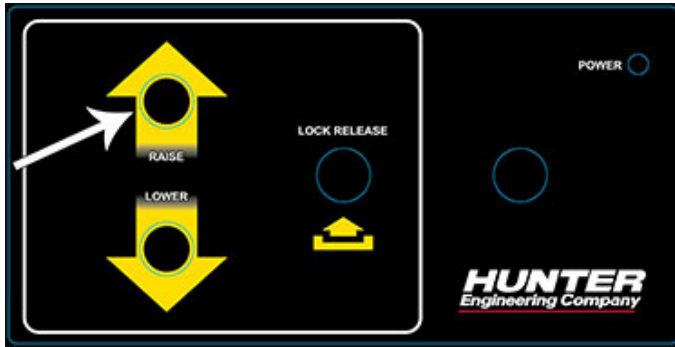 POWER
LOCK RELEASE
RAISE
LOWER
HUNTER
Engineering Company